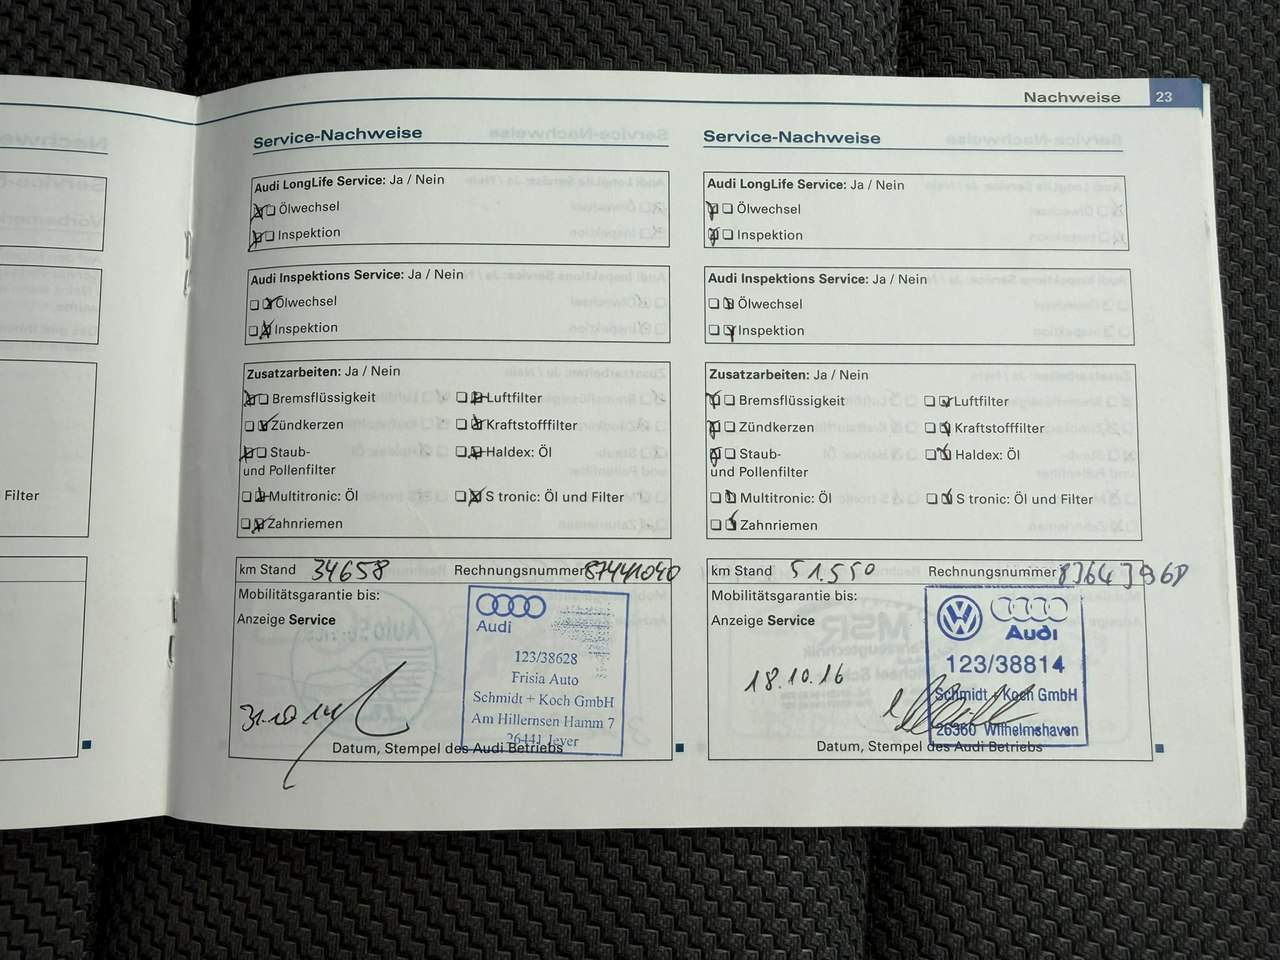 Nachweise 23
Filter
Service-Nachweise
Audi LongLife Service: Ja / Nein
Ölwechsel
Inspektion
Audi Inspektions Service: Ja / Nein
Ölwechsel
Inspektion
Zusatzarbeiten: Ja / Nein
Bremsflüssigkeit Luftfilter
Zündkerzen Kraftstofffilter
Staub- Haldex: Öl
und Pollenfilter
Multitronic: Öl S tronic: Öl und Filter
Zahnriemen
km Stand 34658 Rechnungsnummer 87441040
Mobilitätsgarantie bis:
Anzeige Service
Audi
123/38628
Frisia Auto
Schmidt + Koch GmbH
Am Hillernsen Hamm 7
26441 Jever
31.10.14
Datum, Stempel des Audi Betriebs
Service-Nachweise
Audi LongLife Service: Ja / Nein
Ölwechsel
Inspektion
Audi Inspektions Service: Ja / Nein
Ölwechsel
Inspektion
Zusatzarbeiten: Ja / Nein
Bremsflüssigkeit Luftfilter
Zündkerzen Kraftstofffilter
Staub- Haldex: Öl
und Pollenfilter
Multitronic: Öl S tronic: Öl und Filter
Zahnriemen
km Stand 51.550 Rechnungsnummer
Mobilitätsgarantie bis:
Anzeige Service
Audi
123/38814
Schmidt + Koch GmbH
26360 Wilhelmshaven
18.10.16
Datum, Stempel des Audi Betriebs